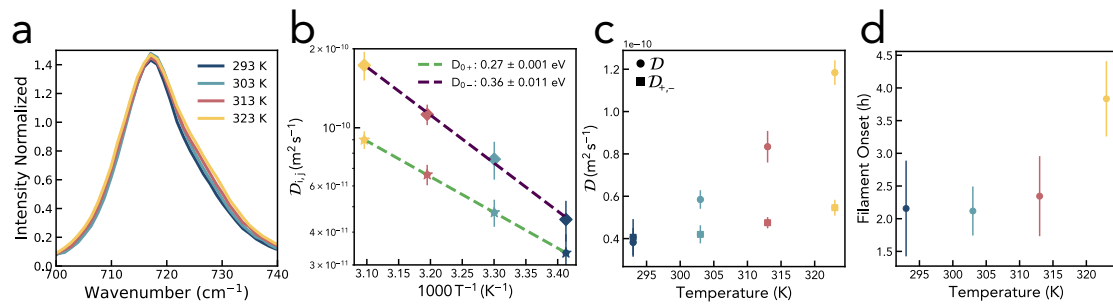 a
Intensity Normalized
1.4
1.2
1.0
0.8
0.6
0.4
0.2
0.0
700
710
720
730
740
Wavenumber (cm⁻¹)
293 K
303 K
313 K
323 K
b
𝒟i,j (m² s⁻¹)
2 × 10⁻¹⁰
10⁻¹⁰
6 × 10⁻¹¹
4 × 10⁻¹¹
3 × 10⁻¹¹
3.10
3.15
3.20
3.25
3.30
3.35
3.40
1000 T⁻¹ (K⁻¹)
D₀₊: 0.27 ± 0.001 eV
D₀₋: 0.36 ± 0.011 eV
c
1e−10
𝒟 (m² s⁻¹)
1.2
1.0
0.8
0.6
0.4
295
300
305
310
315
320
Temperature (K)
𝒟
𝒟+,−
d
Filament Onset (h)
5.1
4.5
3.9
3.3
2.7
2.1
1.5
295
300
305
310
315
320
Temperature (K)